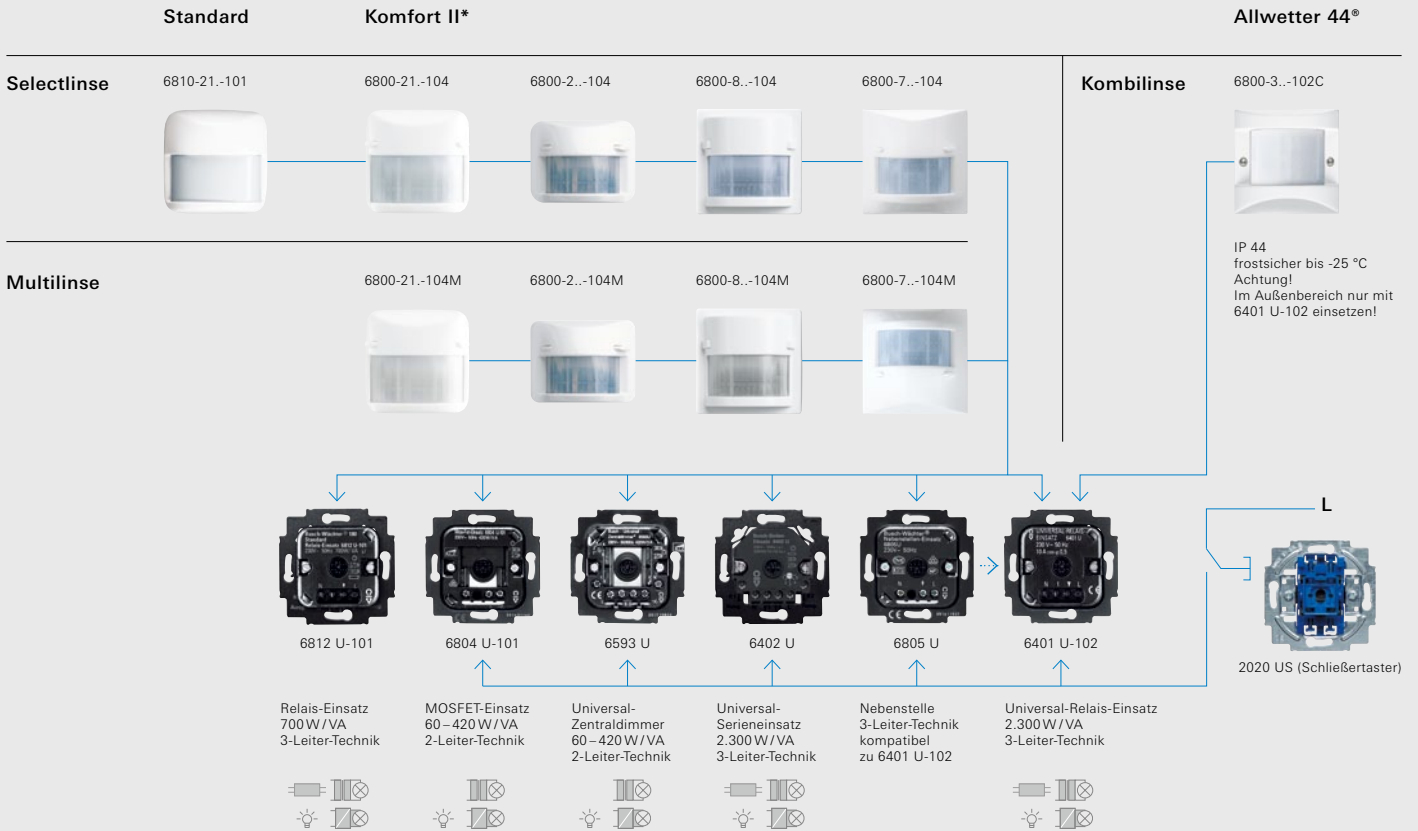 Standard
Komfort II*
Allwetter 44®
Selectlinse
6810-21.-101
6800-21.-104
6800-2..-104
6800-8..-104
6800-7..-104
Kombilinse
6800-3..-102C
IP 44
frostsicher bis -25 °C
Achtung!
Im Außenbereich nur mit
6401 U-102 einsetzen!
Multilinse
6800-21.-104M
6800-2..-104M
6800-8..-104M
6800-7..-104M
L
6812 U-101
6804 U-101
6593 U
6402 U
6805 U
6401 U-102
2020 US (Schließertaster)
Relais-Einsatz
700 W / VA
3-Leiter-Technik
MOSFET-Einsatz
60 – 420 W / VA
2-Leiter-Technik
Universal-
Zentraldimmer
60 – 420 W / VA
2-Leiter-Technik
Universal-
Serieneinsatz
2.300 W / VA
3-Leiter-Technik
Nebenstelle
3-Leiter-Technik
kompatibel
zu 6401 U-102
Universal-Relais-Einsatz
2.300 W / VA
3-Leiter-Technik